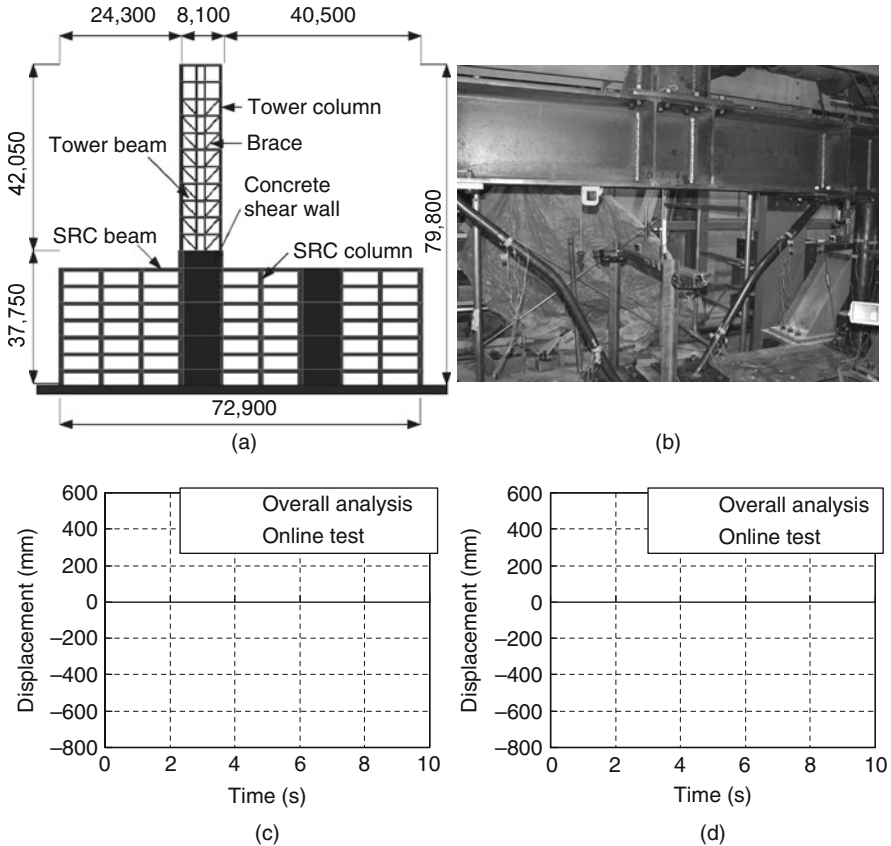 24,300 8,100 40,500
Tower column
Tower beam
Brace
Concrete
shear wall
SRC beam
SRC column
42,050
37,750
79,800
72,900
(a)
(b)
Overall analysis
Online test
600
400
200
0
−200
−400
−600
−800
Displacement (mm)
0 2 4 6 8 10
Time (s)
(c)
Overall analysis
Online test
600
400
200
0
−200
−400
−600
−800
Displacement (mm)
0 2 4 6 8 10
Time (s)
(d)